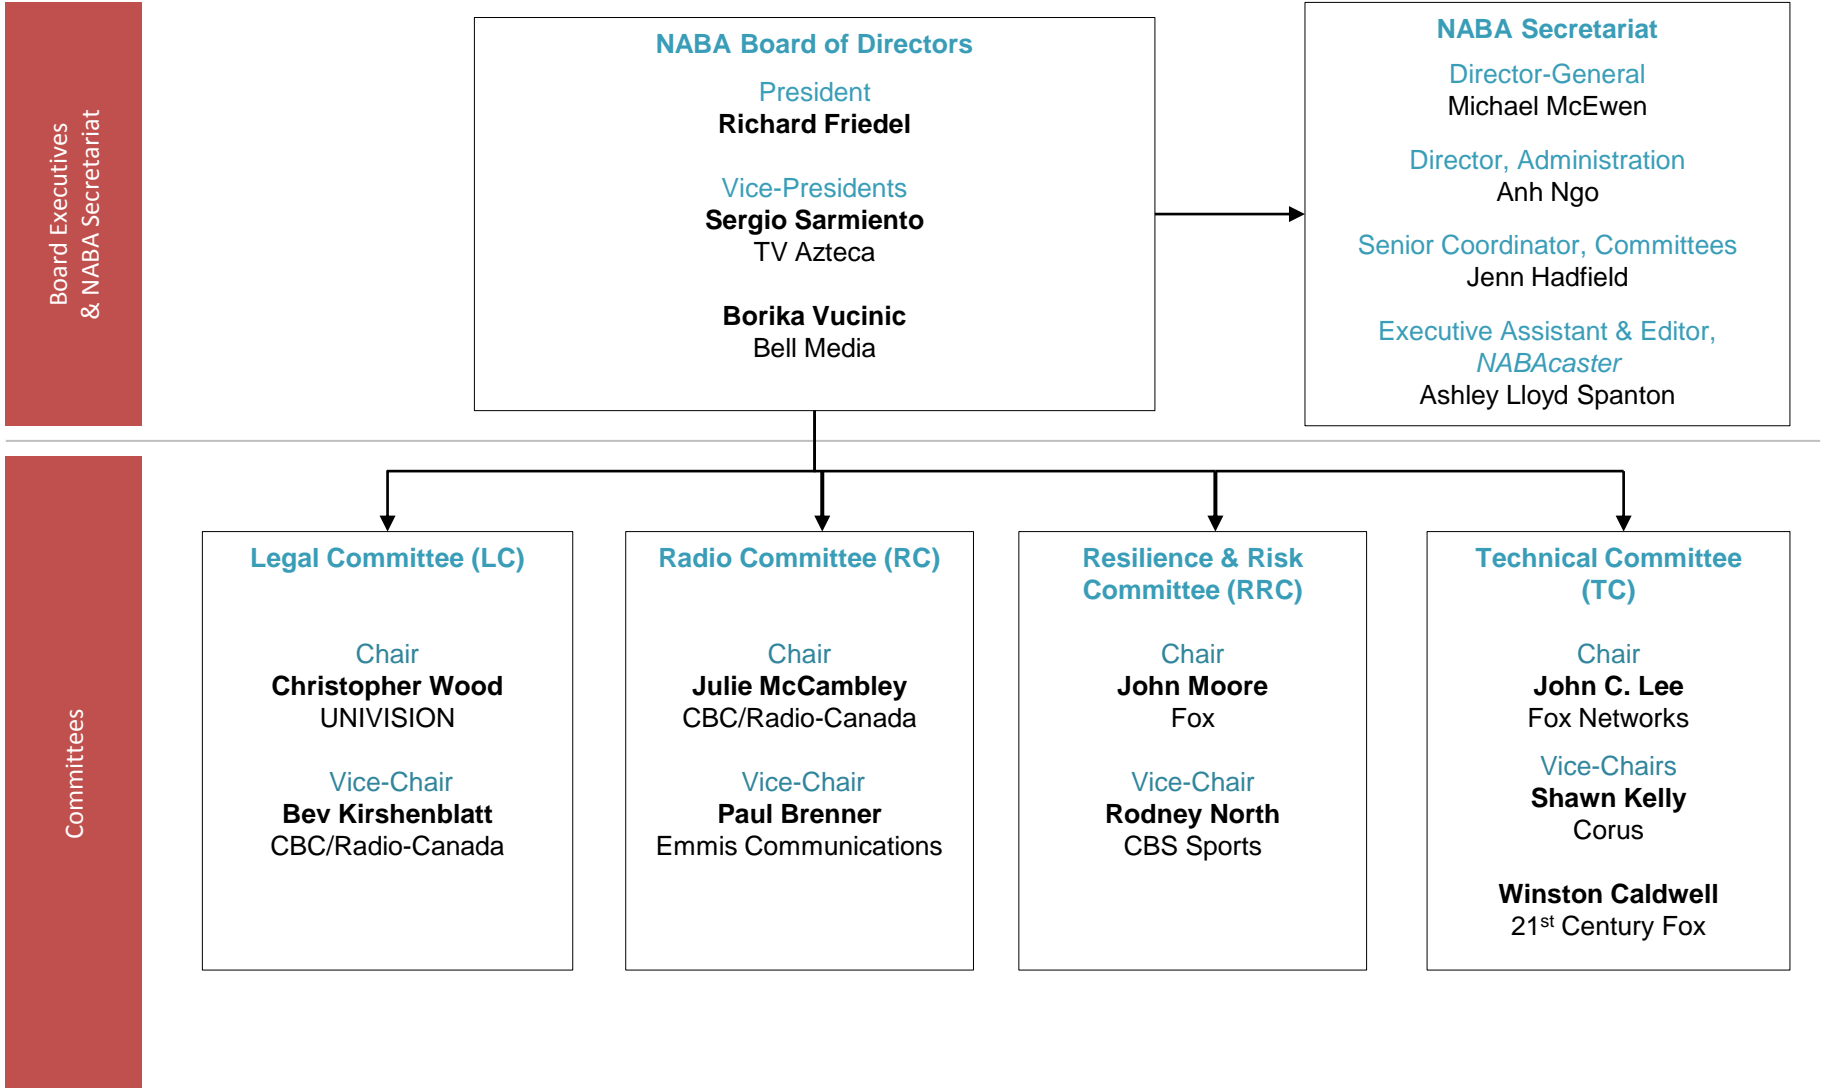 Board Executives
& NABA Secretariat
NABA Board of Directors
President
Richard Friedel
Vice-Presidents
Sergio Sarmiento
TV Azteca
Borika Vucinic
Bell Media
NABA Secretariat
Director-General
Michael McEwen
Director, Administration
Anh Ngo
Senior Coordinator, Committees
Jenn Hadfield
Executive Assistant & Editor,
NABAcaster
Ashley Lloyd Spanton
Committees
Legal Committee (LC)
Chair
Christopher Wood
UNIVISION
Vice-Chair
Bev Kirshenblatt
CBC/Radio-Canada
Radio Committee (RC)
Chair
Julie McCambley
CBC/Radio-Canada
Vice-Chair
Paul Brenner
Emmis Communications
Resilience & Risk
Committee (RRC)
Chair
John Moore
Fox
Vice-Chair
Rodney North
CBS Sports
Technical Committee
(TC)
Chair
John C. Lee
Fox Networks
Vice-Chairs
Shawn Kelly
Corus
Winston Caldwell
21st Century Fox